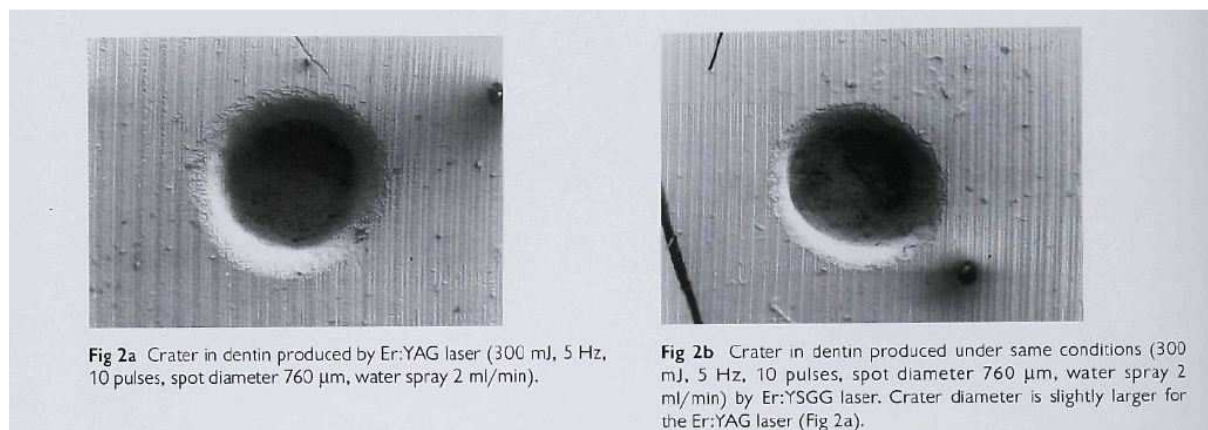 Fig 2a Crater in dentin produced by Er:YAG laser (300 mJ, 5 Hz,
10 pulses, spot diameter 760 μm, water spray 2 ml/min).
Fig 2b Crater in dentin produced under same conditions (300
mJ, 5 Hz, 10 pulses, spot diameter 760 μm, water spray 2
ml/min) by Er:YSGG laser. Crater diameter is slightly larger for
the Er:YAG laser (Fig 2a).